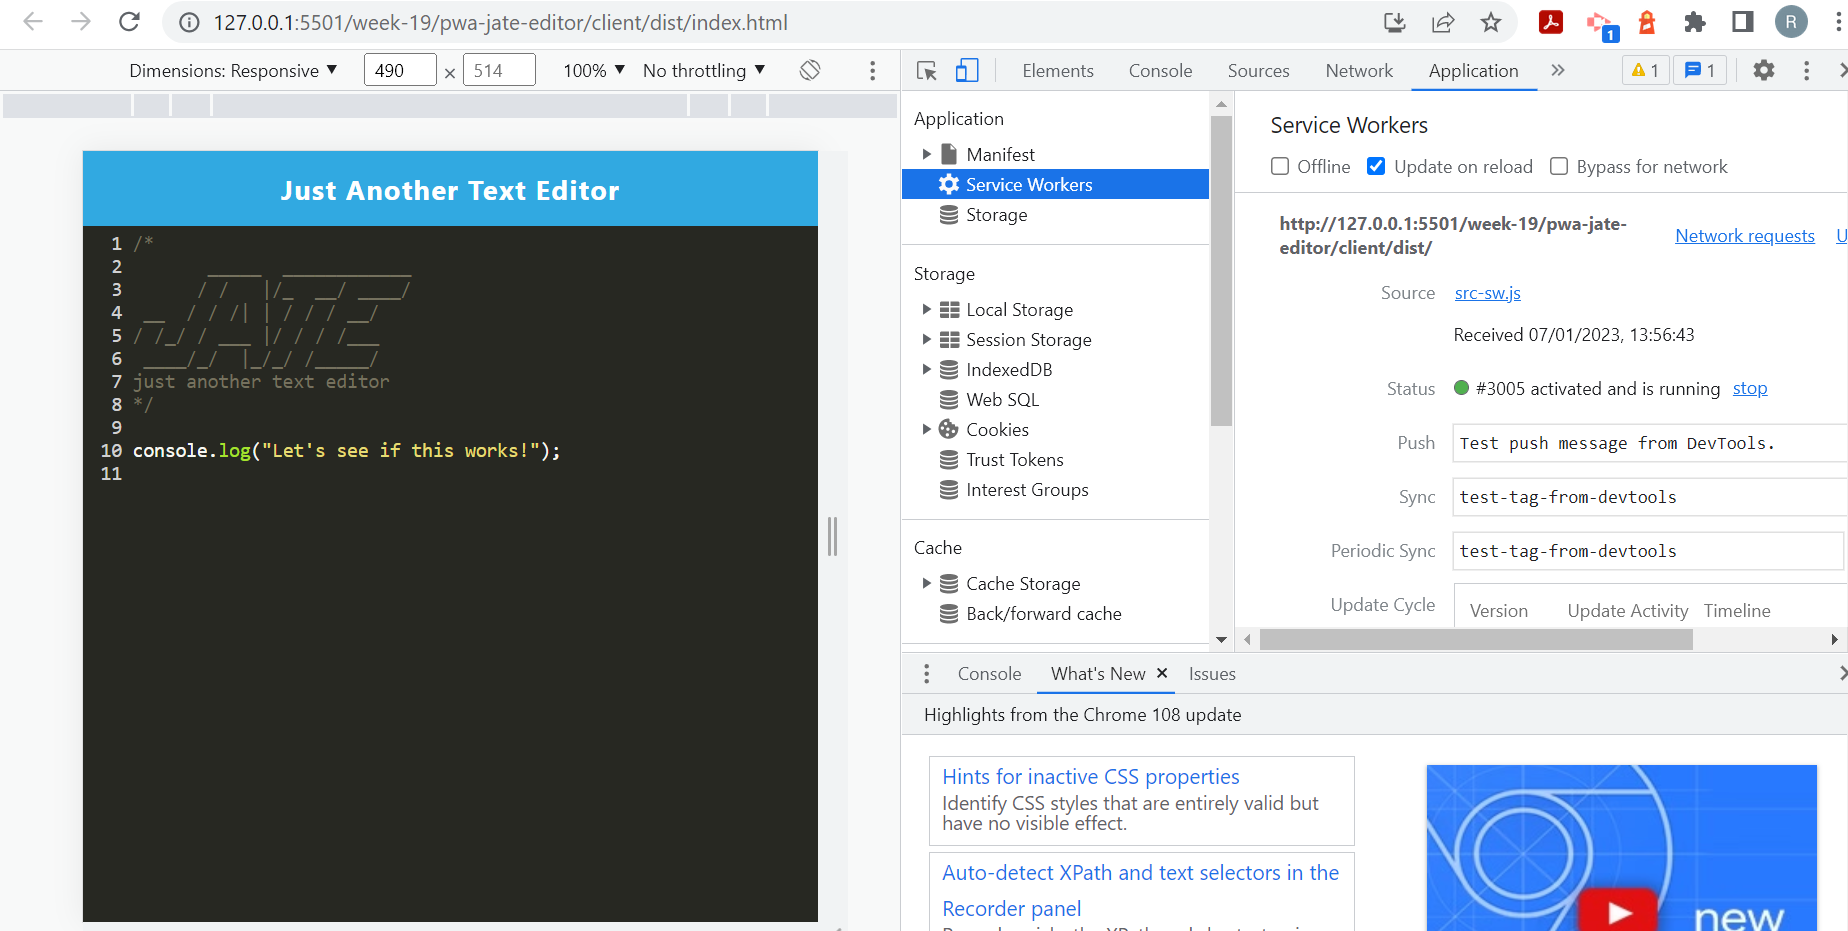 127.0.0.1:5501/week-19/pwa-jate-editor/client/dist/index.html
1
R
Dimensions: Responsive ▼ 490 × 514 100% ▼ No throttling ▼
Elements Console Sources Network Application » 1 1
Just Another Text Editor
1 /*
2        _____  ____________
3       / /   |/_  __/ ____/
4  __  / / /| | / / / __/
5 / /_/ / ___ |/ / / /___
6  ____/_/  |_/_/ /_____/
7 just another text editor
8 */
9
10 console.log("Let's see if this works!");
11
Application
Manifest
Service Workers
Storage
Storage
Local Storage
Session Storage
IndexedDB
Web SQL
Cookies
Trust Tokens
Interest Groups
Cache
Cache Storage
Back/forward cache
Service Workers
Offline Update on reload Bypass for network
http://127.0.0.1:5501/week-19/pwa-jate-
editor/client/dist/
Network requests U
Source src-sw.js
Received 07/01/2023, 13:56:43
Status #3005 activated and is running stop
Push Test push message from DevTools.
Sync test-tag-from-devtools
Periodic Sync test-tag-from-devtools
Update Cycle Version Update Activity Timeline
Console What's New × Issues
Highlights from the Chrome 108 update
Hints for inactive CSS properties
Identify CSS styles that are entirely valid but
have no visible effect.
Auto-detect XPath and text selectors in the
Recorder panel
new